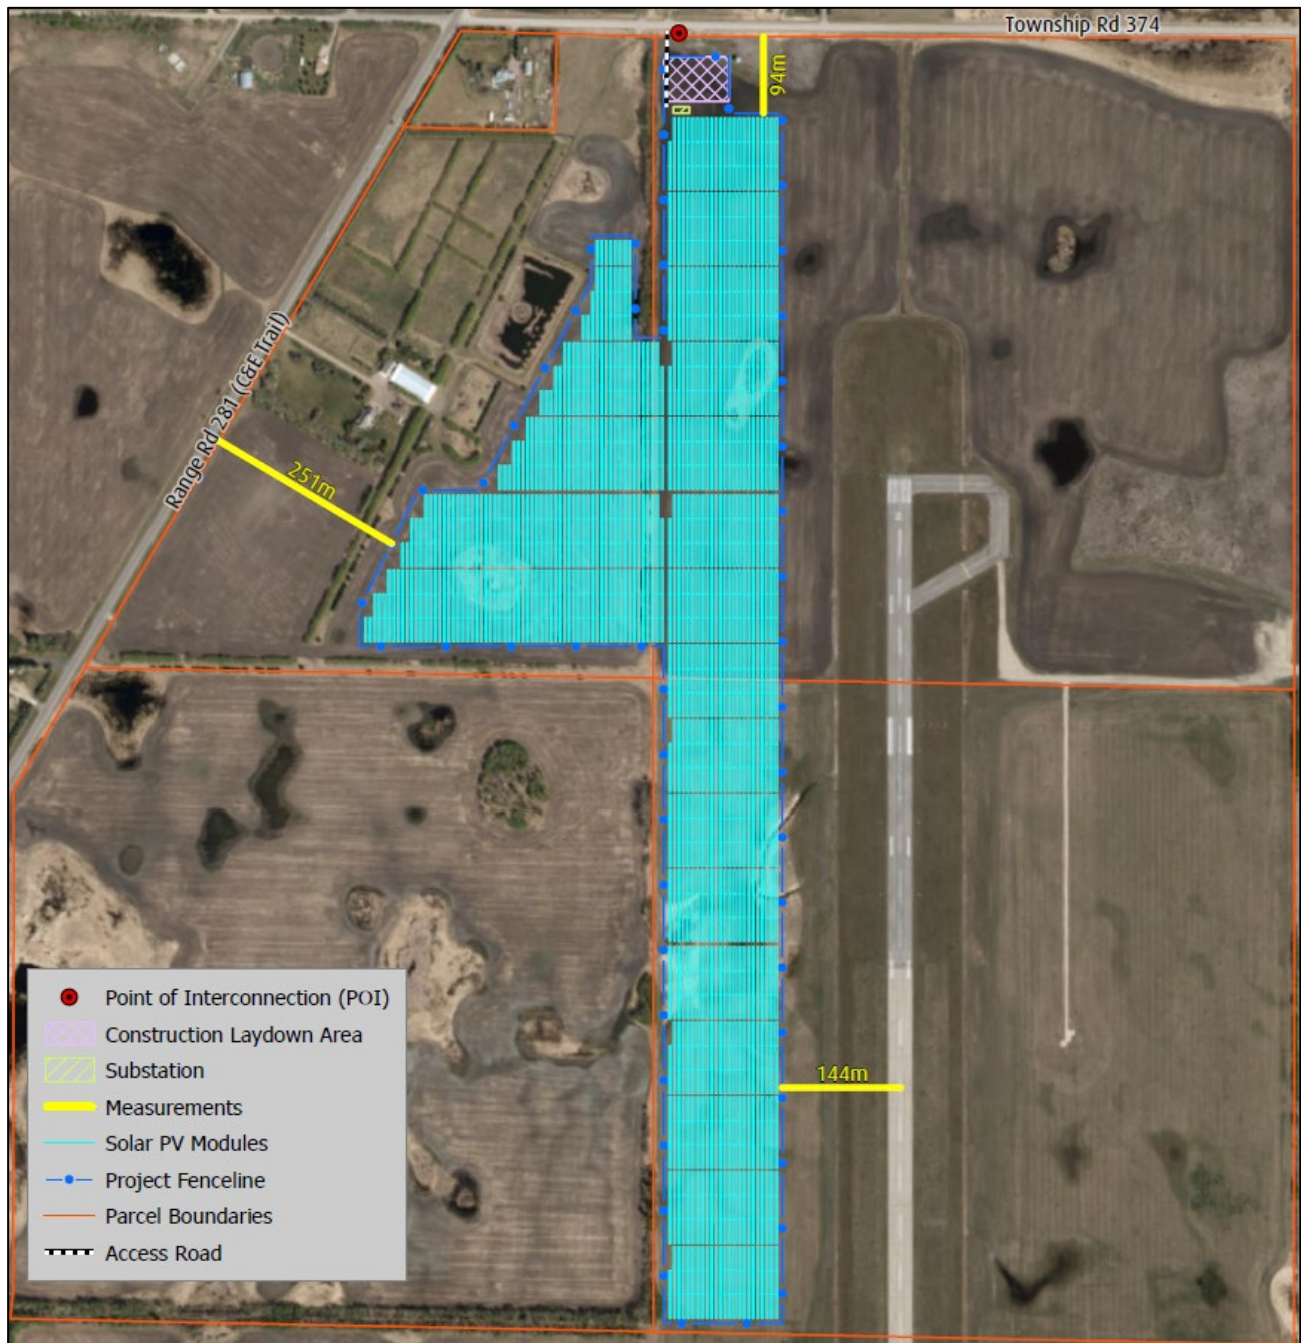 Township Rd 374
94m
Range Rd 281 (C&E Trail)
251m
144m
Point of Interconnection (POI)
Construction Laydown Area
Substation
Measurements
Solar PV Modules
Project Fenceline
Parcel Boundaries
Access Road